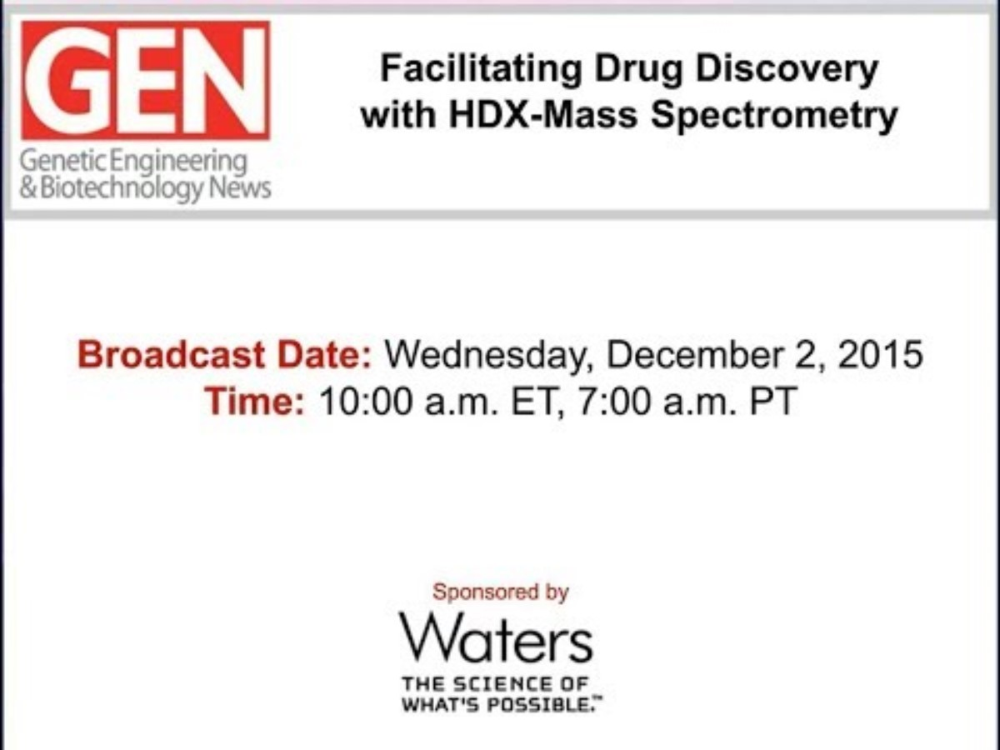 GEN
Genetic Engineering
& Biotechnology News
Facilitating Drug Discovery
with HDX-Mass Spectrometry
Broadcast Date: Wednesday, December 2, 2015
Time: 10:00 a.m. ET, 7:00 a.m. PT
Sponsored by
Waters
THE SCIENCE OF
WHAT'S POSSIBLE.™